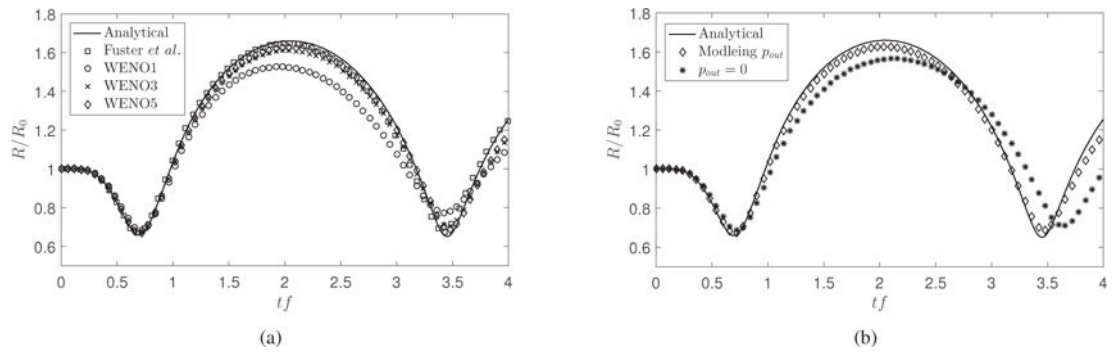 1.8
1.6
1.4
1.2
1
0.8
0.6
R/R0
Analytical
Fuster et al.
WENO1
WENO3
WENO5
0 0.5 1 1.5 2 2.5 3 3.5 4
tf
(a)
1.8
1.6
1.4
1.2
1
0.8
0.6
R/R0
Analytical
Modleing pout
pout = 0
0 0.5 1 1.5 2 2.5 3 3.5 4
tf
(b)